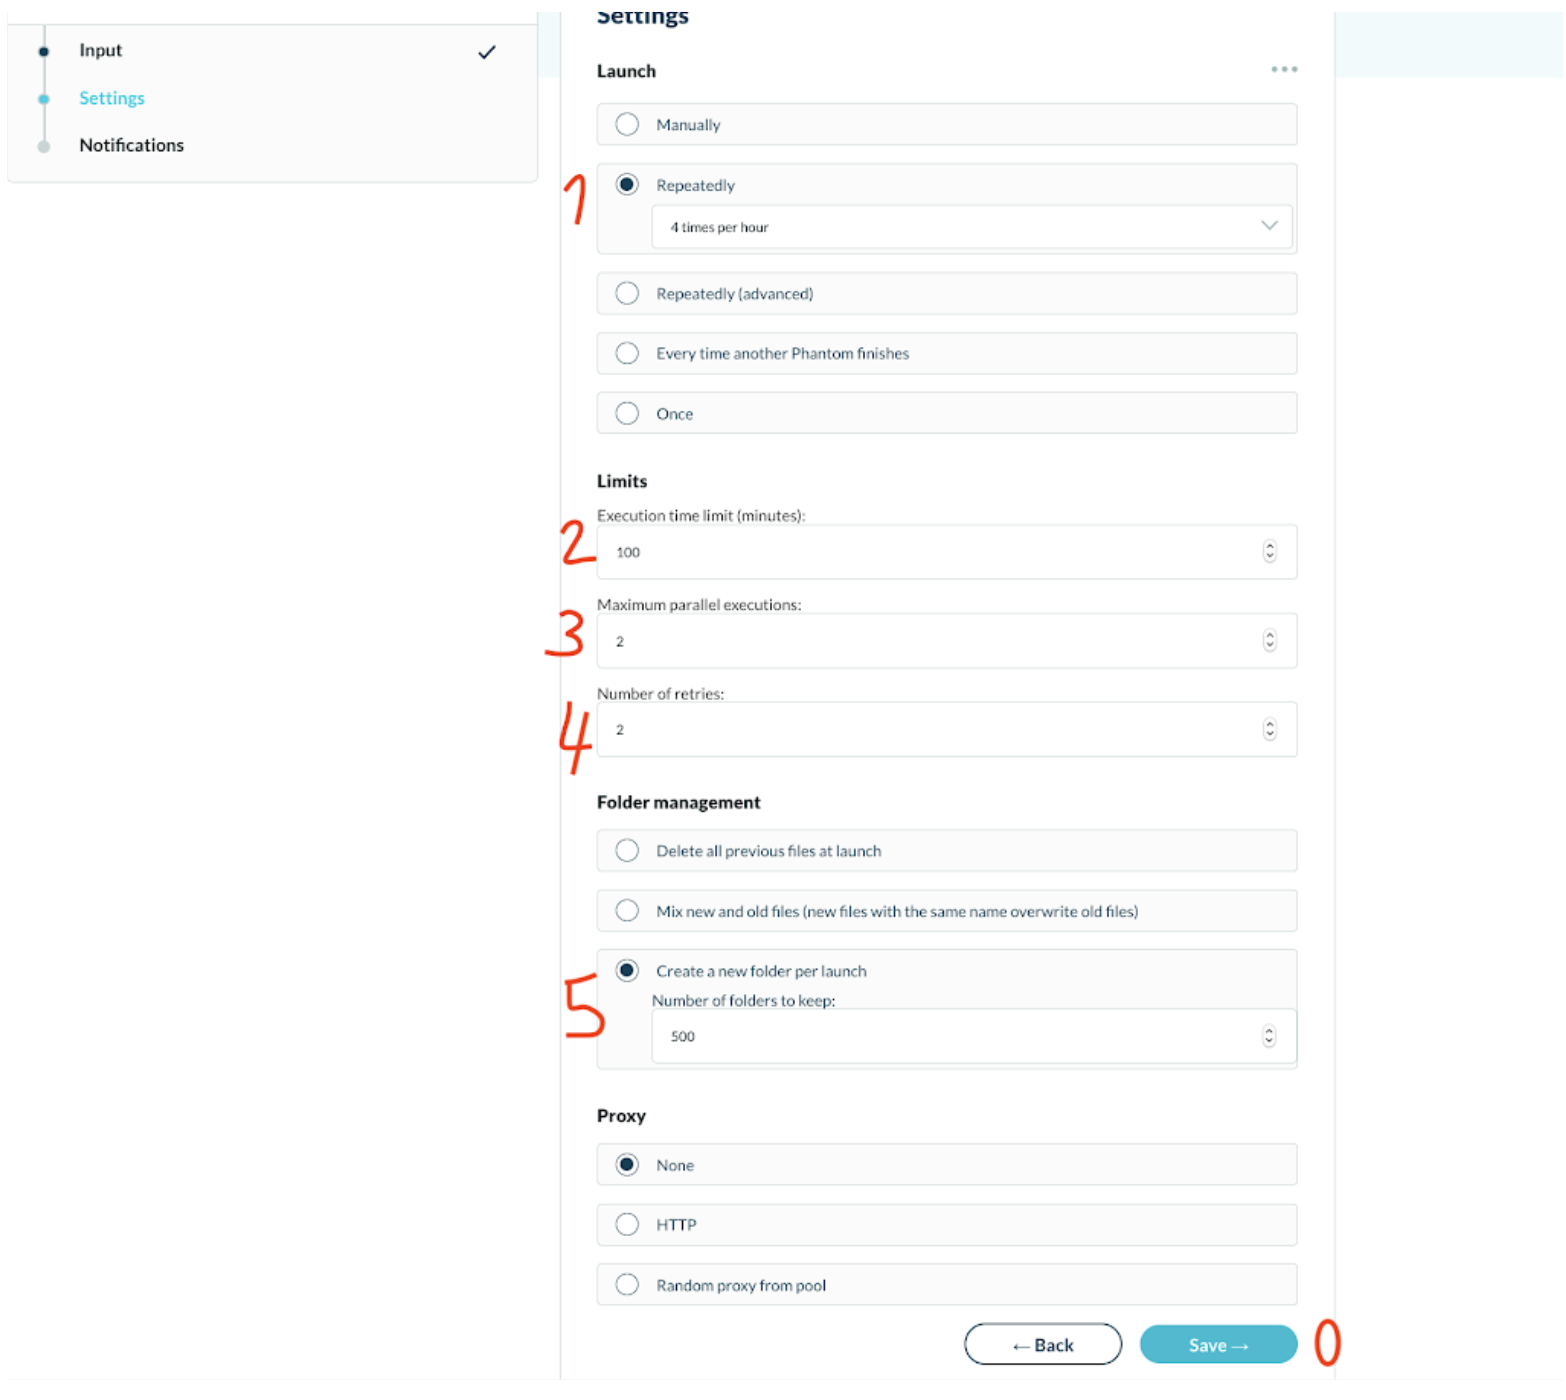 Settings
Input
Settings
Notifications
Launch
Manually
1
Repeatedly
4 times per hour
Repeatedly (advanced)
Every time another Phantom finishes
Once
Limits
Execution time limit (minutes):
2
100
Maximum parallel executions:
3
2
Number of retries:
4
2
Folder management
Delete all previous files at launch
Mix new and old files (new files with the same name overwrite old files)
5
Create a new folder per launch
Number of folders to keep:
500
Proxy
None
HTTP
Random proxy from pool
← Back
Save →
0